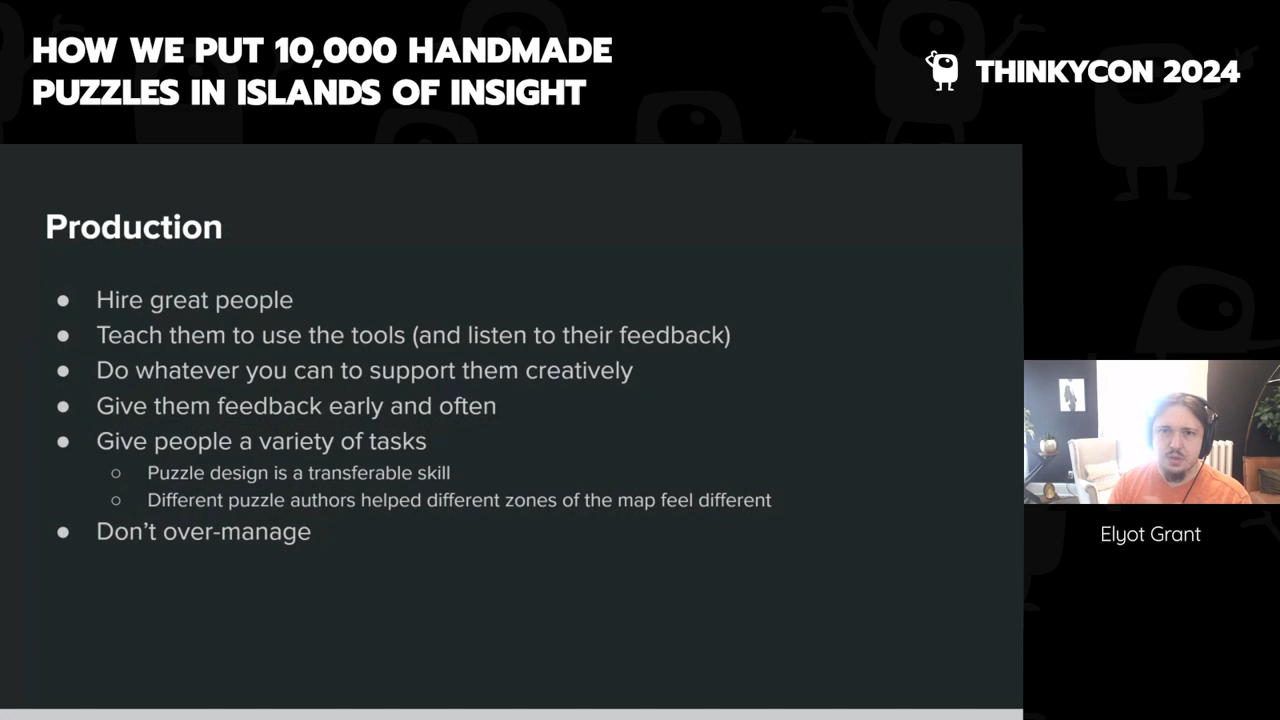 HOW WE PUT 10,000 HANDMADE
PUZZLES IN ISLANDS OF INSIGHT
THINKYCON 2024
Production
● Hire great people
● Teach them to use the tools (and listen to their feedback)
● Do whatever you can to support them creatively
● Give them feedback early and often
● Give people a variety of tasks
○ Puzzle design is a transferable skill
○ Different puzzle authors helped different zones of the map feel different
● Don’t over-manage
Elyot Grant